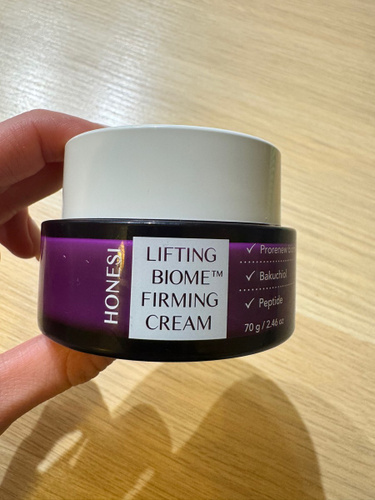 HONEST
LIFTING
BIOME™
FIRMING
CREAM
✓ Prorenew
✓ Bakuchiol
✓ Peptide
70 g / 2.46 oz